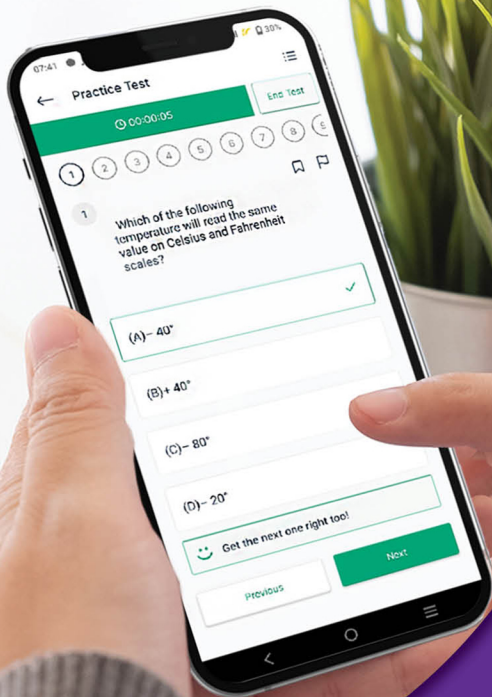 07:41
30%
Practice Test
00:00:05
End Test
1 2 3 4 5 6 7 8 9
1
Which of the following
temperature will read the same
value on Celsius and Fahrenheit
scales?
(A)– 40°
(B)+ 40°
(C)– 80°
(D)– 20°
Get the next one right too!
Previous
Next